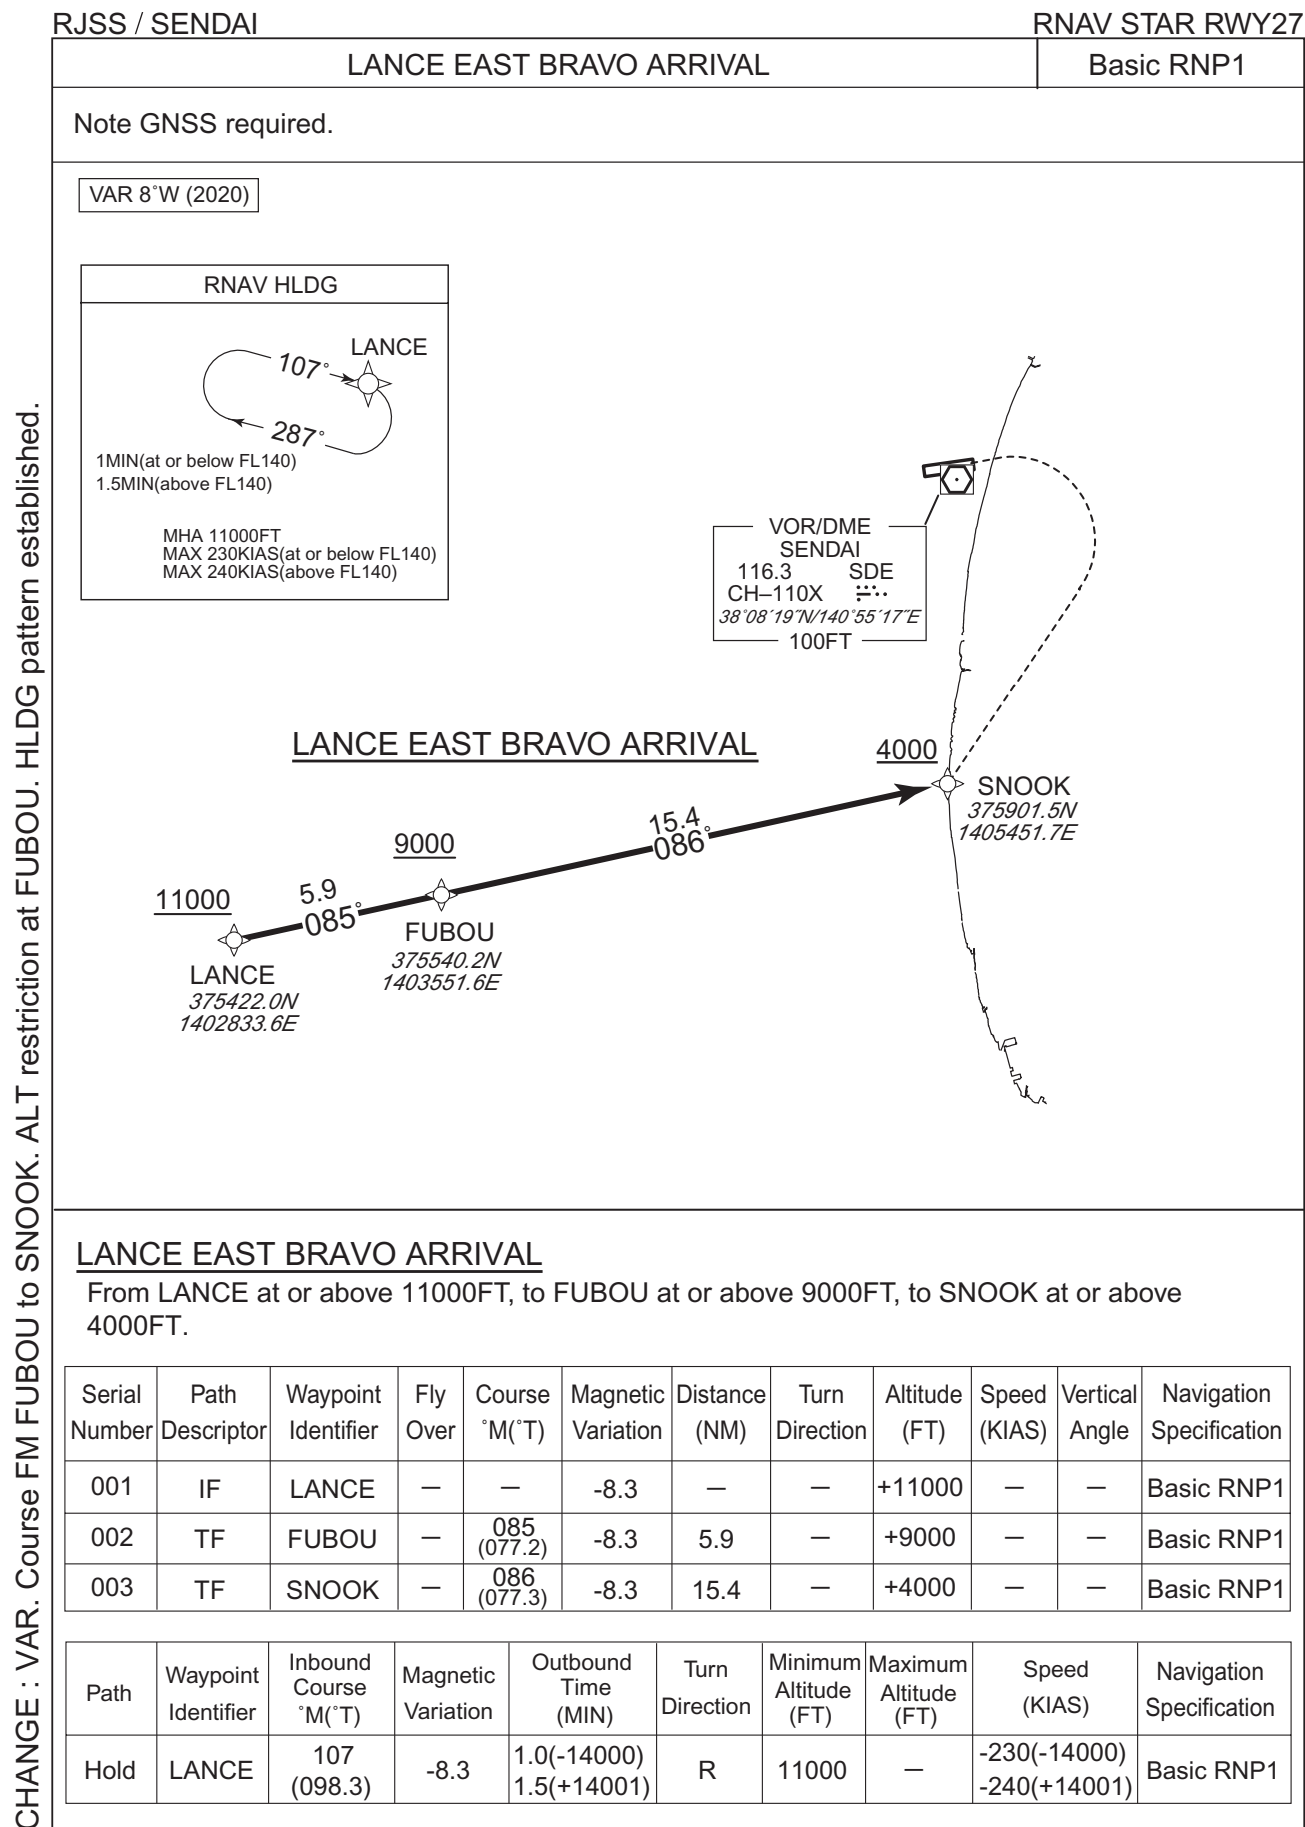 RJSS / SENDAI
RNAV STAR RWY27
LANCE EAST BRAVO ARRIVAL
Basic RNP1
Note GNSS required.
VAR 8˚W (2020)
RNAV HLDG
LANCE
107˚
287˚
1MIN(at or below FL140)
1.5MIN(above FL140)
MHA 11000FT
MAX 230KIAS(at or below FL140)
MAX 240KIAS(above FL140)
VOR/DME
SENDAI
116.3 SDE
CH–110X
38˚08´19˝N/140˚55´17˝E
100FT
LANCE EAST BRAVO ARRIVAL
4000
SNOOK
375901.5N
1405451.7E
15.4
086˚
9000
FUBOU
375540.2N
1403551.6E
5.9
085˚
11000
LANCE
375422.0N
1402833.6E
LANCE EAST BRAVO ARRIVAL
From LANCE at or above 11000FT, to FUBOU at or above 9000FT, to SNOOK at or above
4000FT.
Serial Number Path Descriptor Waypoint Identifier Fly Over Course ˚M(˚T) Magnetic Variation Distance (NM) Turn Direction Altitude (FT) Speed (KIAS) Vertical Angle Navigation Specification
001 IF LANCE — — -8.3 — — +11000 — — Basic RNP1
002 TF FUBOU — 085 (077.2) -8.3 5.9 — +9000 — — Basic RNP1
003 TF SNOOK — 086 (077.3) -8.3 15.4 — +4000 — — Basic RNP1
Path Waypoint Identifier Inbound Course ˚M(˚T) Magnetic Variation Outbound Time (MIN) Turn Direction Minimum Altitude (FT) Maximum Altitude (FT) Speed (KIAS) Navigation Specification
Hold LANCE 107 (098.3) -8.3 1.0(-14000) 1.5(+14001) R 11000 — -230(-14000) -240(+14001) Basic RNP1
CHANGE : VAR. Course FM FUBOU to SNOOK. ALT restriction at FUBOU. HLDG pattern established.